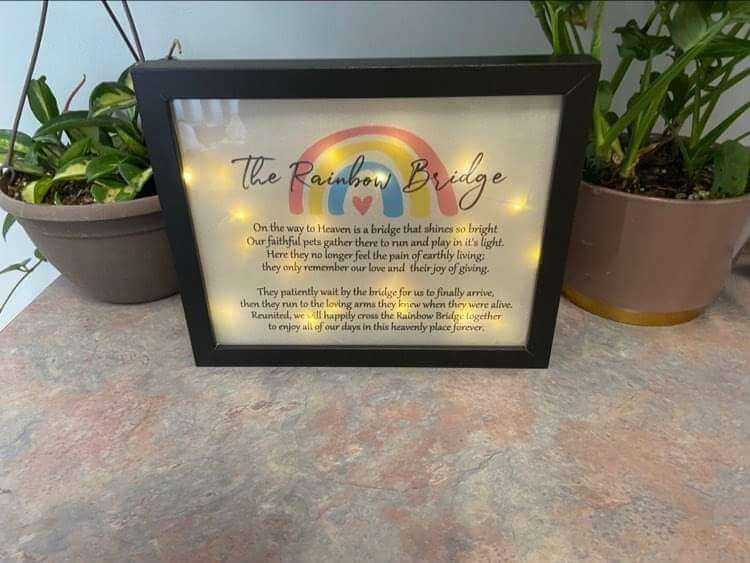 The Rainbow Bridge
On the way to Heaven is a bridge that shines so bright
Our faithful pets gather there to run and play in it's light.
Here they no longer feel the pain of earthly living;
they only remember our love and their joy of giving.
They patiently wait by the bridge for us to finally arrive,
then they run to the loving arms they knew when they were alive.
Reunited, we will happily cross the Rainbow Bridge together
to enjoy all of our days in this heavenly place forever.